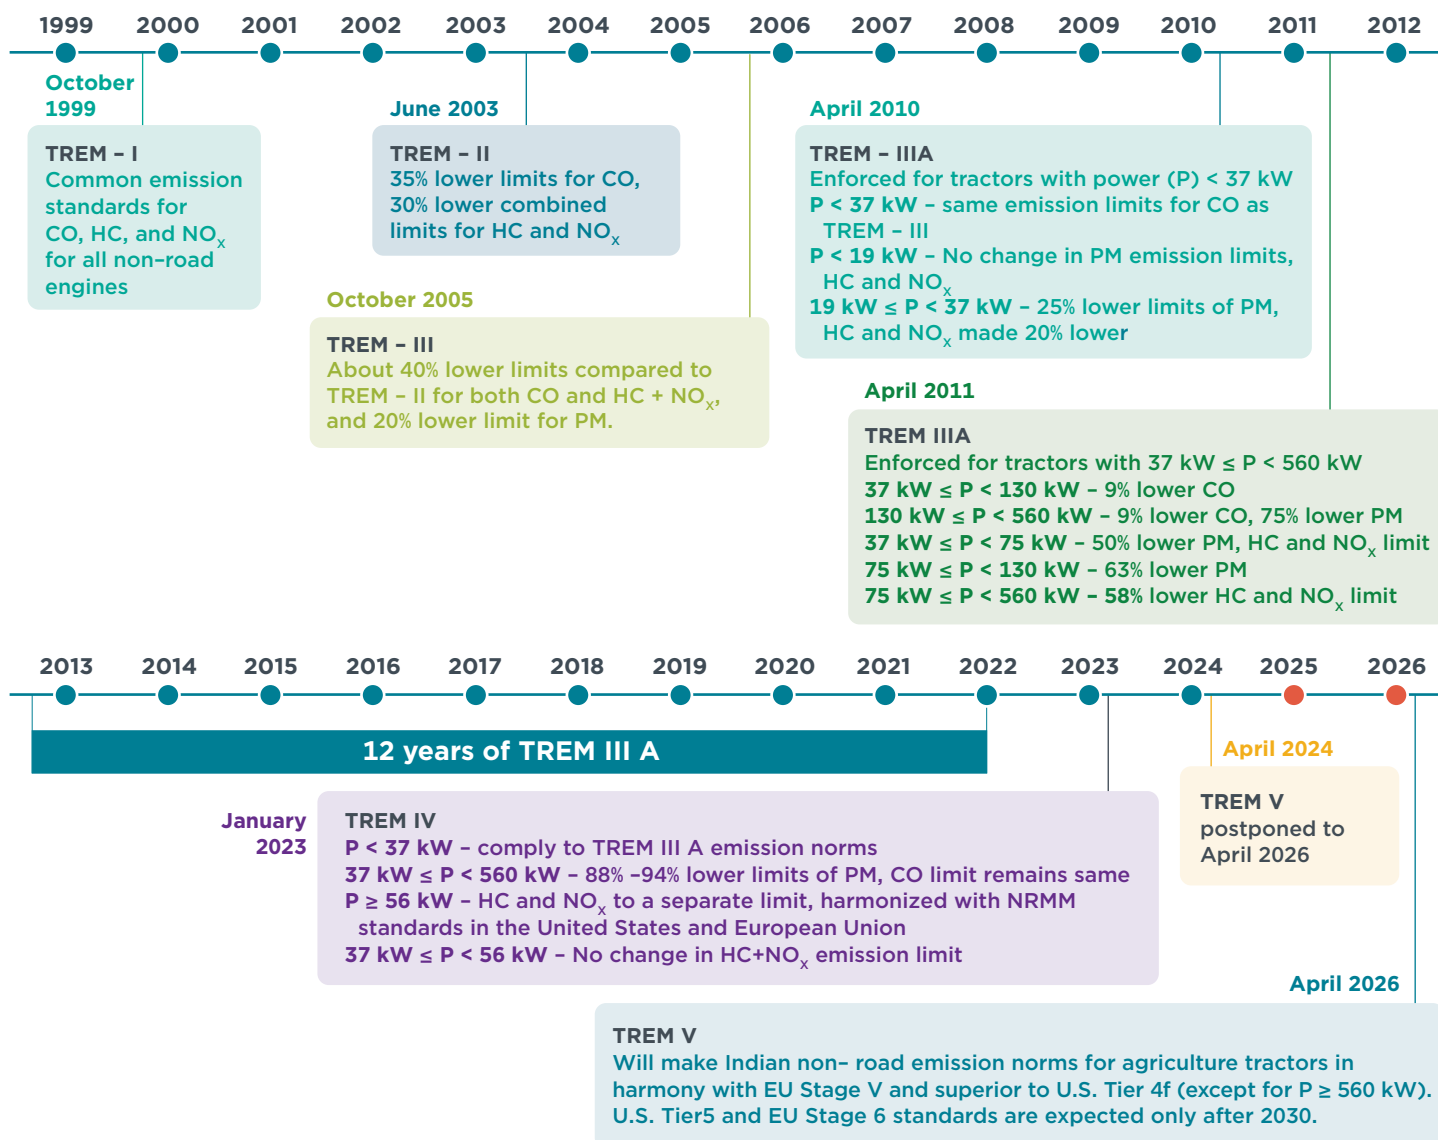 1999 2000 2001 2002 2003 2004 2005 2006 2007 2008 2009 2010 2011 2012
October
1999
TREM – I
Common emission
standards for
CO, HC, and NOx
for all non–road
engines
June 2003
TREM – II
35% lower limits for CO,
30% lower combined
limits for HC and NOx
October 2005
TREM – III
About 40% lower limits compared to
TREM – II for both CO and HC + NOx,
and 20% lower limit for PM.
April 2010
TREM – IIIA
Enforced for tractors with power (P) < 37 kW
P < 37 kW – same emission limits for CO as
TREM – III
P < 19 kW – No change in PM emission limits,
HC and NOx
19 kW ≤ P < 37 kW – 25% lower limits of PM,
HC and NOx made 20% lower
April 2011
TREM IIIA
Enforced for tractors with 37 kW ≤ P < 560 kW
37 kW ≤ P < 130 kW – 9% lower CO
130 kW ≤ P < 560 kW – 9% lower CO, 75% lower PM
37 kW ≤ P < 75 kW – 50% lower PM, HC and NOx limit
75 kW ≤ P < 130 kW – 63% lower PM
75 kW ≤ P < 560 kW – 58% lower HC and NOx limit
2013 2014 2015 2016 2017 2018 2019 2020 2021 2022 2023 2024 2025 2026
12 years of TREM III A
January
2023
TREM IV
P < 37 kW – comply to TREM III A emission norms
37 kW ≤ P < 560 kW – 88% –94% lower limits of PM, CO limit remains same
P ≥ 56 kW – HC and NOx to a separate limit, harmonized with NRMM
standards in the United States and European Union
37 kW ≤ P < 56 kW – No change in HC+NOx emission limit
April 2024
TREM V
postponed to
April 2026
April 2026
TREM V
Will make Indian non– road emission norms for agriculture tractors in
harmony with EU Stage V and superior to U.S. Tier 4f (except for P ≥ 560 kW).
U.S. Tier5 and EU Stage 6 standards are expected only after 2030.